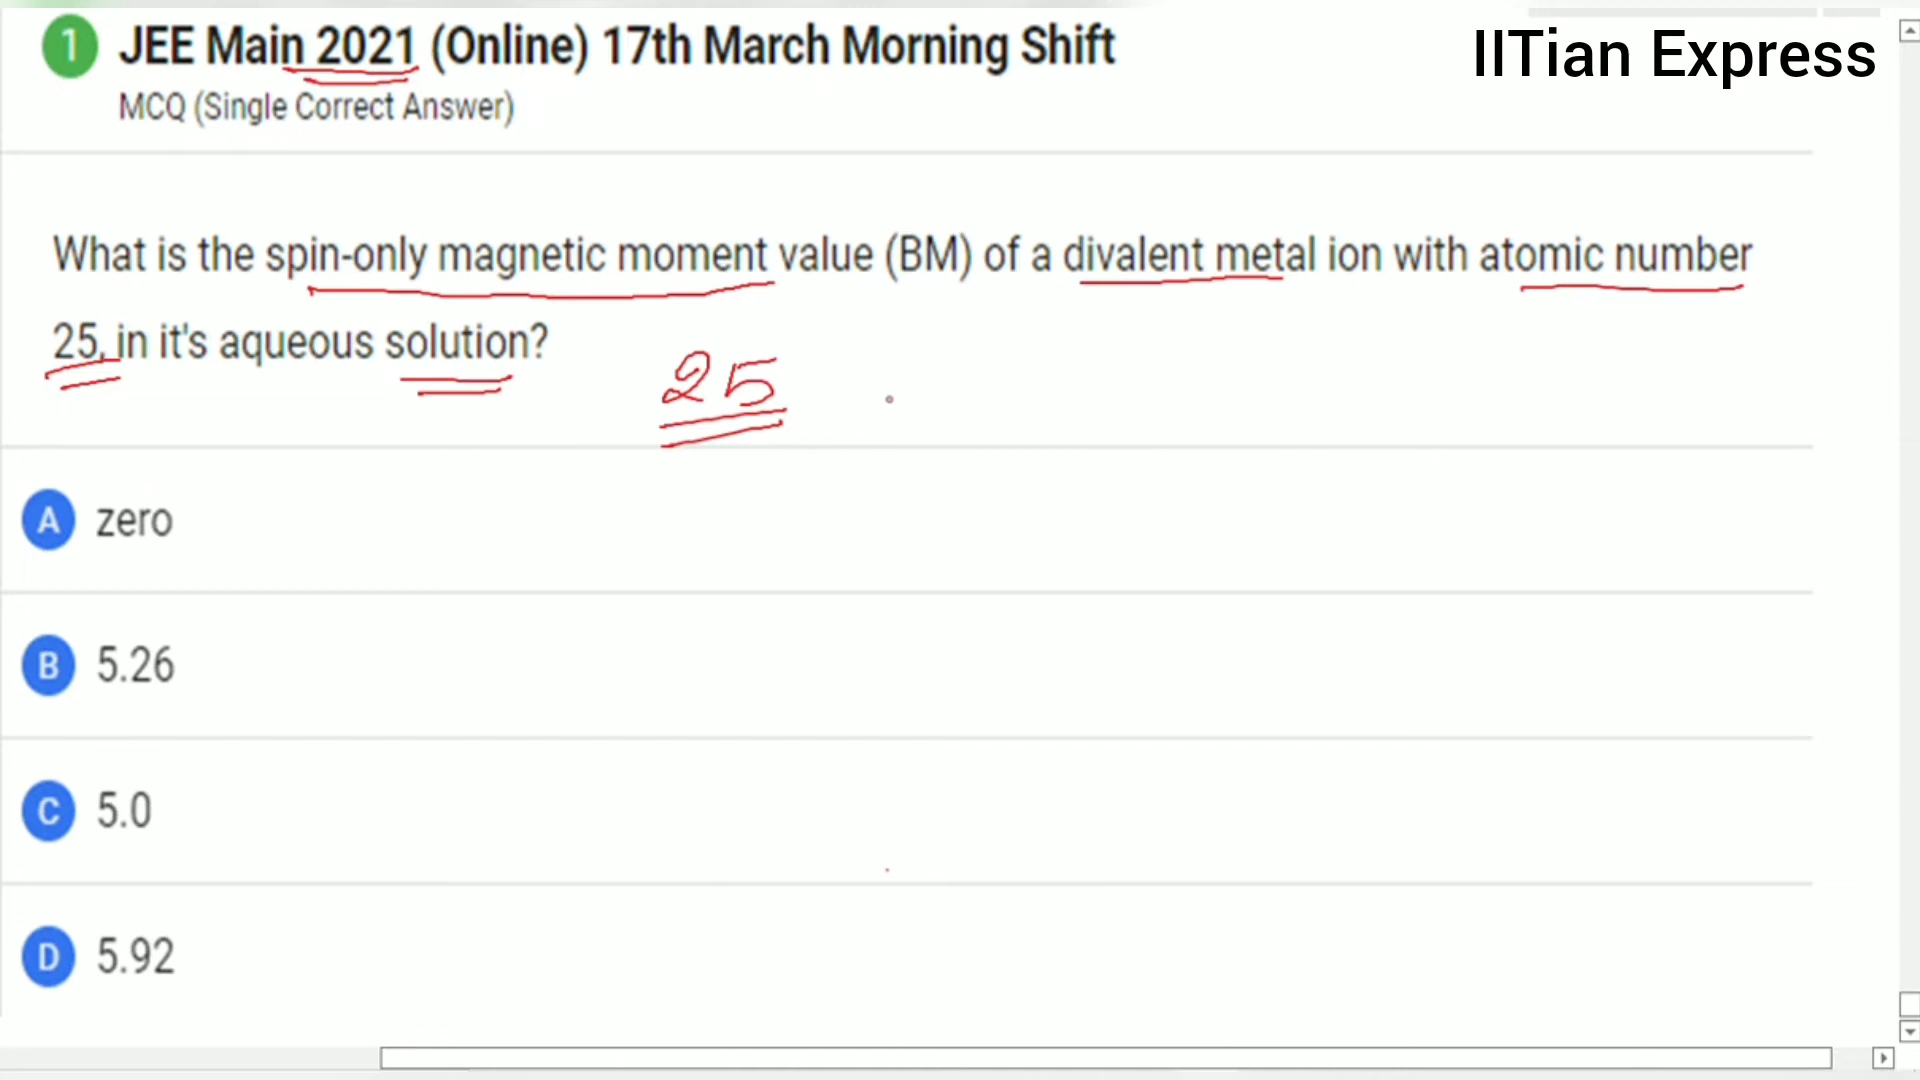 1 JEE Main 2021 (Online) 17th March Morning Shift
IITian Express
MCQ (Single Correct Answer)
What is the spin-only magnetic moment value (BM) of a divalent metal ion with atomic number
25, in it's aqueous solution?
25
A zero
B 5.26
C 5.0
D 5.92